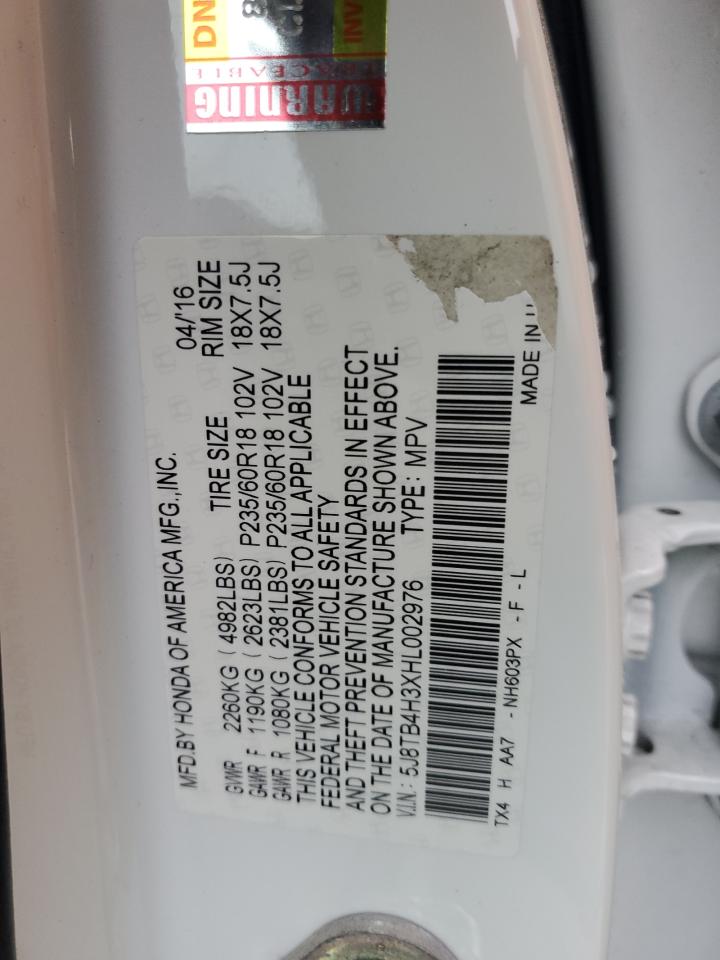 DN
INV
WARNING
MFD.BY HONDA OF AMERICA MFG.,INC. 04/'16
GVWR 2260KG ( 4982LBS) TIRE SIZE RIM SIZE
GAWR F 1190KG ( 2623LBS) P235/60R18 102V 18X7.5J
GAWR R 1080KG ( 2381LBS) P235/60R18 102V 18X7.5J
THIS VEHICLE CONFORMS TO ALL APPLICABLE
FEDERAL MOTOR VEHICLE SAFETY
AND THEFT PREVENTION STANDARDS IN EFFECT
ON THE DATE OF MANUFACTURE SHOWN ABOVE.
V.I.N.: 5J8TB4H3XHL002976 TYPE: MPV
TX4 H AA7 - NH603PX - F - L MADE IN